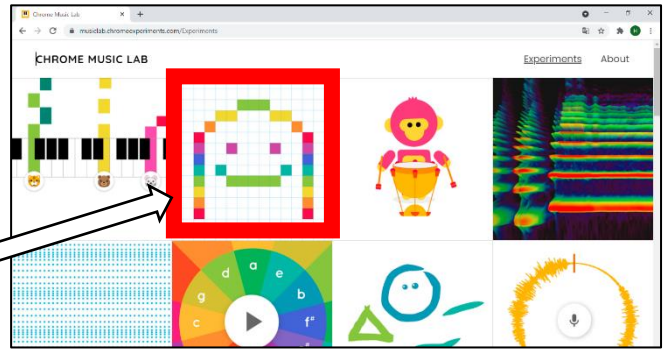 Chrome Music Lab
musiclab.chromeexperiments.com/Experiments
CHROME MUSIC LAB
Experiments
About
d
a
e
g
b
c
f#